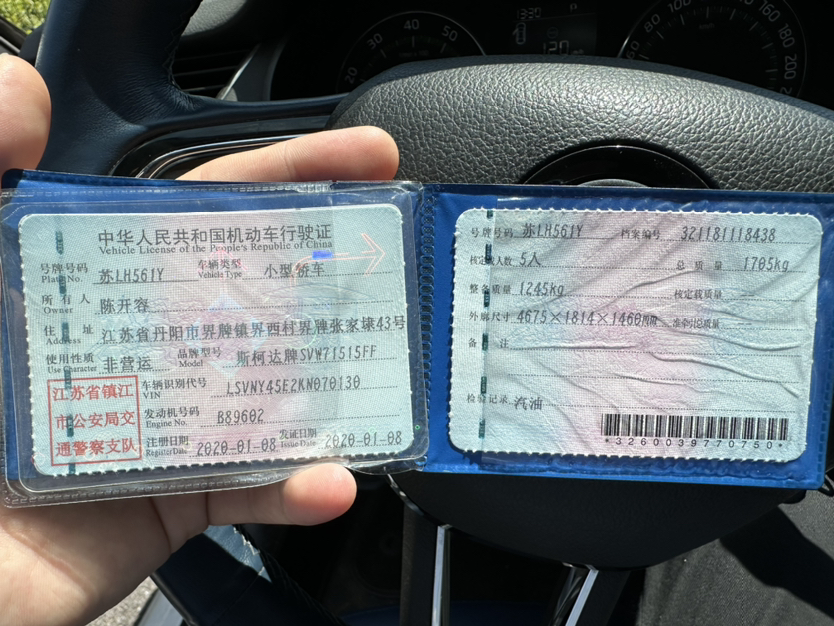 中华人民共和国机动车行驶证
Vehicle License of the People's Republic of China
号牌号码 苏LH561Y 车辆类型 小型轿车
Plate No. Vehicle Type
所有人 陈开容
Owner
住址 江苏省丹阳市界牌镇界西村界牌张家埭43号
Address
使用性质 非营运 品牌型号 斯柯达牌SVW71515FF
Use Character Model
江苏省镇江
市公安局交
通警察支队
车辆识别代号 LSVNY45E2KN070130
VIN
发动机号码 B89602
Engine No.
注册日期 2020-01-08 发证日期 2020-01-08
Register Date Issue Date
号牌号码 苏LH561Y 档案编号 321181118438
核定载人数 5人 总质量 1705kg
整备质量 1245kg 核定载质量
外廓尺寸 4675×1814×1460mm 准牵引总质量
备注
检验记录 汽油
*3260039770750*
20 30 40 50
120
80 100 160 180 200